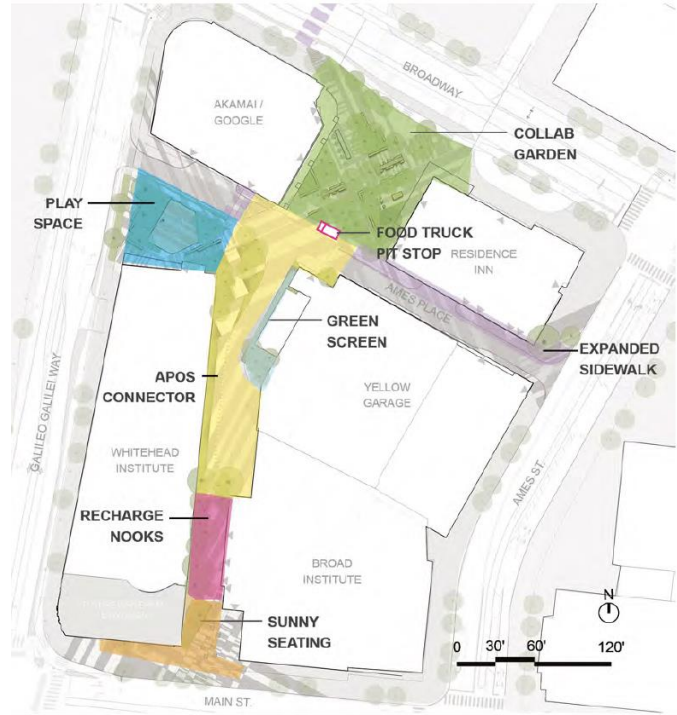 BROADWAY
AKAMAI /
GOOGLE
COLLAB
GARDEN
PLAY
SPACE
FOOD TRUCK
PIT STOP
RESIDENCE
INN
AMES PLACE
GREEN
SCREEN
EXPANDED
SIDEWALK
APOS
CONNECTOR
YELLOW
GARAGE
GALILEO GALILEI WAY
WHITEHEAD
INSTITUTE
AMES ST.
RECHARGE
NOOKS
BROAD
INSTITUTE
SUNNY
SEATING
N
0 30' 60' 120'
MAIN ST.